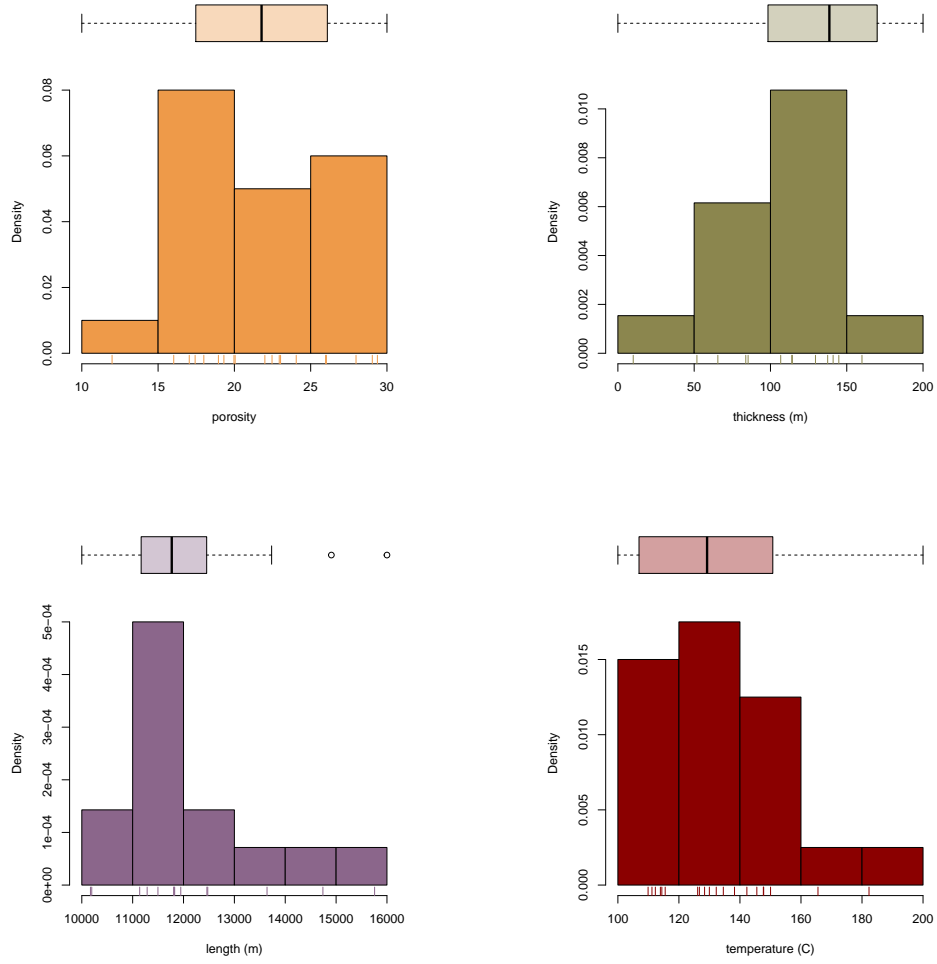 Density
0.00
0.02
0.04
0.06
0.08
10
15
20
25
30
porosity
Density
0.000
0.002
0.004
0.006
0.008
0.010
0
50
100
150
200
thickness (m)
Density
0e+00
1e−04
2e−04
3e−04
4e−04
5e−04
10000
11000
12000
13000
14000
15000
16000
length (m)
Density
0.000
0.005
0.010
0.015
100
120
140
160
180
200
temperature (C)